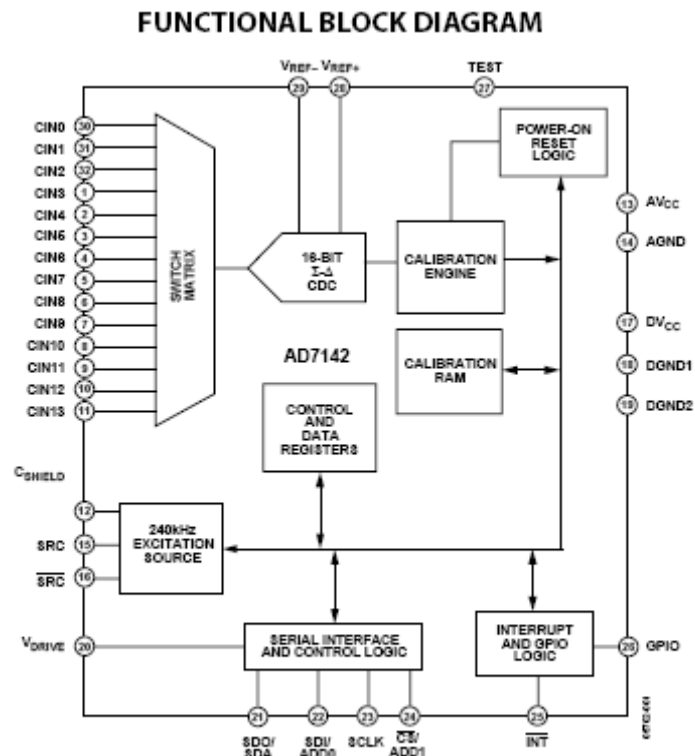 FUNCTIONAL BLOCK DIAGRAM
VREF– VREF+
TEST
29
28
27
CIN0 30
CIN1 31
CIN2 32
CIN3 1
CIN4 2
CIN5 3
CIN6 4
CIN7 5
CIN8 6
CIN9 7
CIN10 8
CIN11 9
CIN12 10
CIN13 11
SWITCH
MATRIX
16-BIT
Σ-Δ
CDC
POWER-ON
RESET
LOGIC
CALIBRATION
ENGINE
CALIBRATION
RAM
AD7142
CONTROL
AND
DATA
REGISTERS
13 AVCC
14 AGND
17 DVCC
18 DGND1
19 DGND2
CSHIELD
12
SRC 15
SRC 16
240kHz
EXCITATION
SOURCE
VDRIVE 20
SERIAL INTERFACE
AND CONTROL LOGIC
INTERRUPT
AND GPIO
LOGIC
26 GPIO
21
22
23
24
25
SDO/
SDA
SDI/
ADD0
SCLK
CS/
ADD1
INT